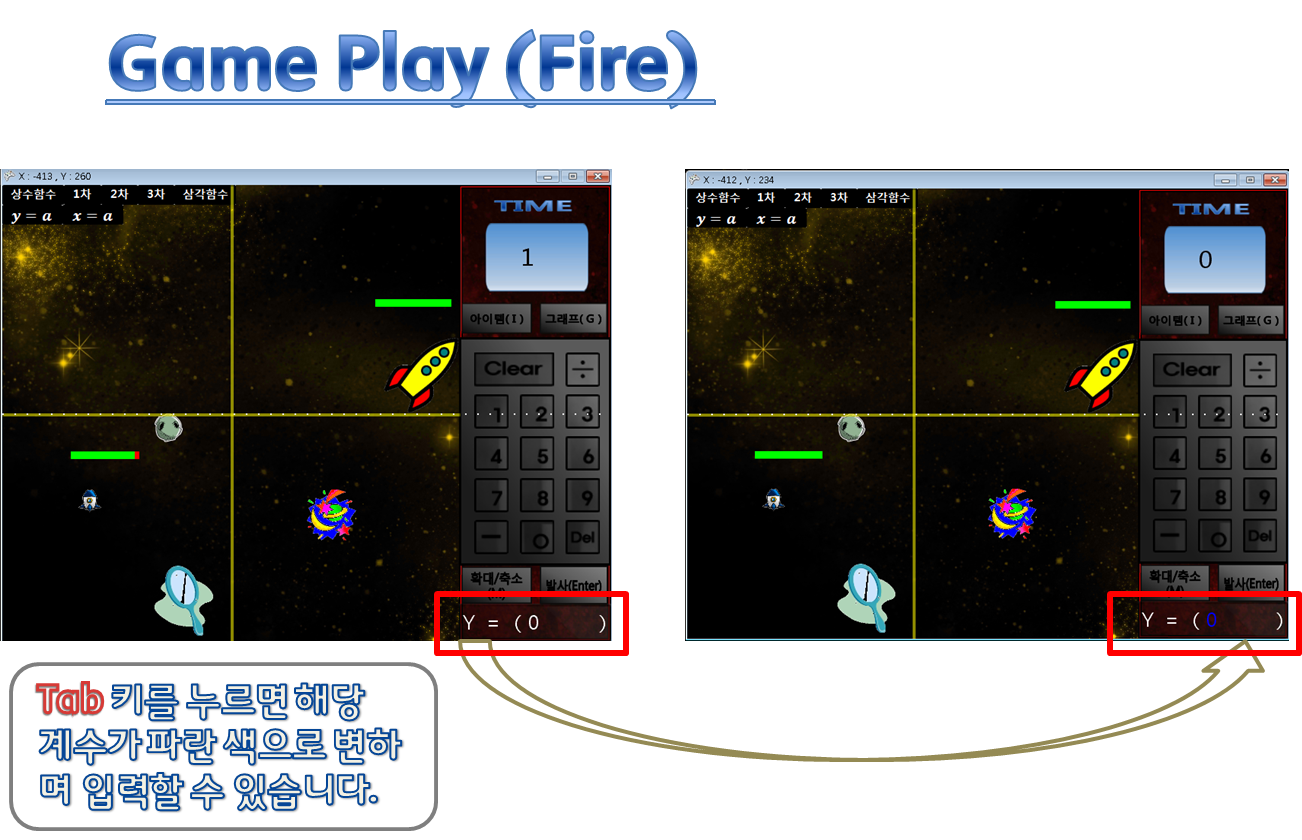 Game Play (Fire)
X : -413 , Y : 260
상수함수 1차 2차 3차 삼각함수
y = a x = a
TIME
1
아이템( I ) 그래프( G )
Clear ÷
1 2 3
4 5 6
7 8 9
— 0 Del
확대/축소
(M)
발사(Enter)
Y = (0 )
X : -412 , Y : 234
상수함수 1차 2차 3차 삼각함수
y = a x = a
TIME
0
아이템( I ) 그래프( G )
Clear ÷
1 2 3
4 5 6
7 8 9
— 0 Del
확대/축소
(M)
발사(Enter)
Y = (0 )
Tab 키를 누르면 해당
계수가 파란 색으로 변하
며 입력할 수 있습니다.